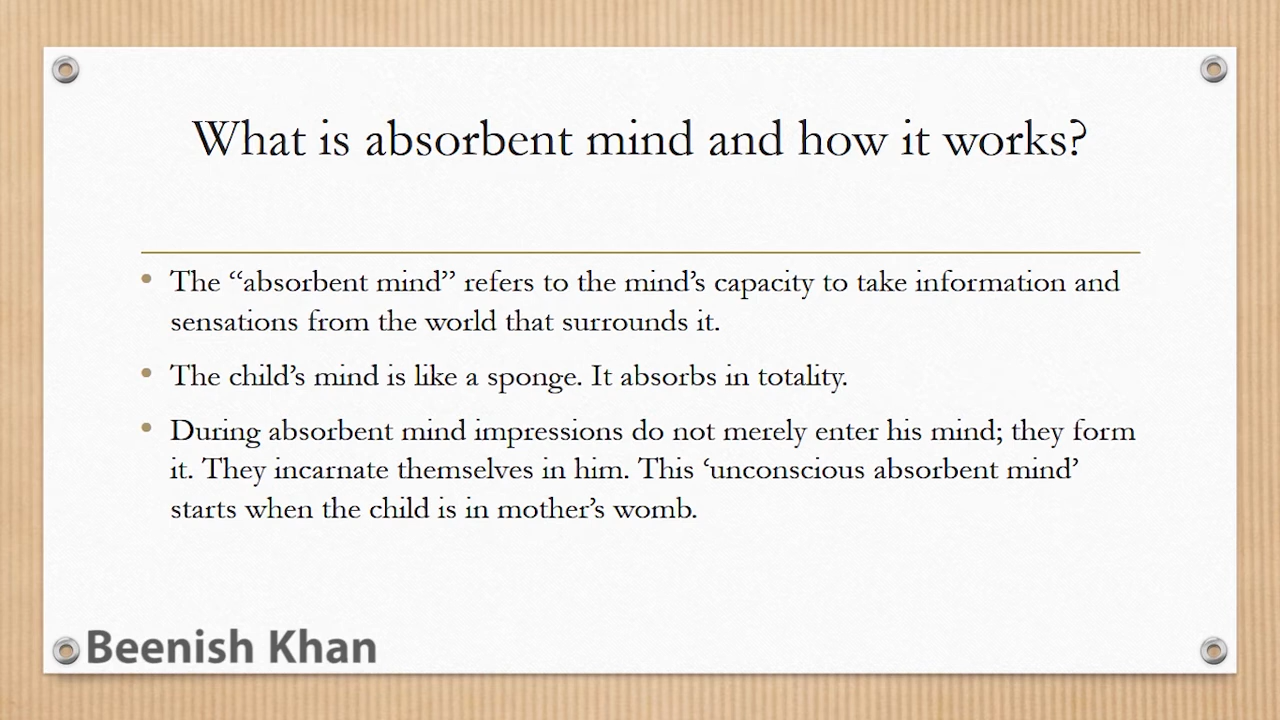 What is absorbent mind and how it works?
• The “absorbent mind” refers to the mind’s capacity to take information and
sensations from the world that surrounds it.
• The child’s mind is like a sponge. It absorbs in totality.
• During absorbent mind impressions do not merely enter his mind; they form
it. They incarnate themselves in him. This ‘unconscious absorbent mind’
starts when the child is in mother’s womb.
Beenish Khan